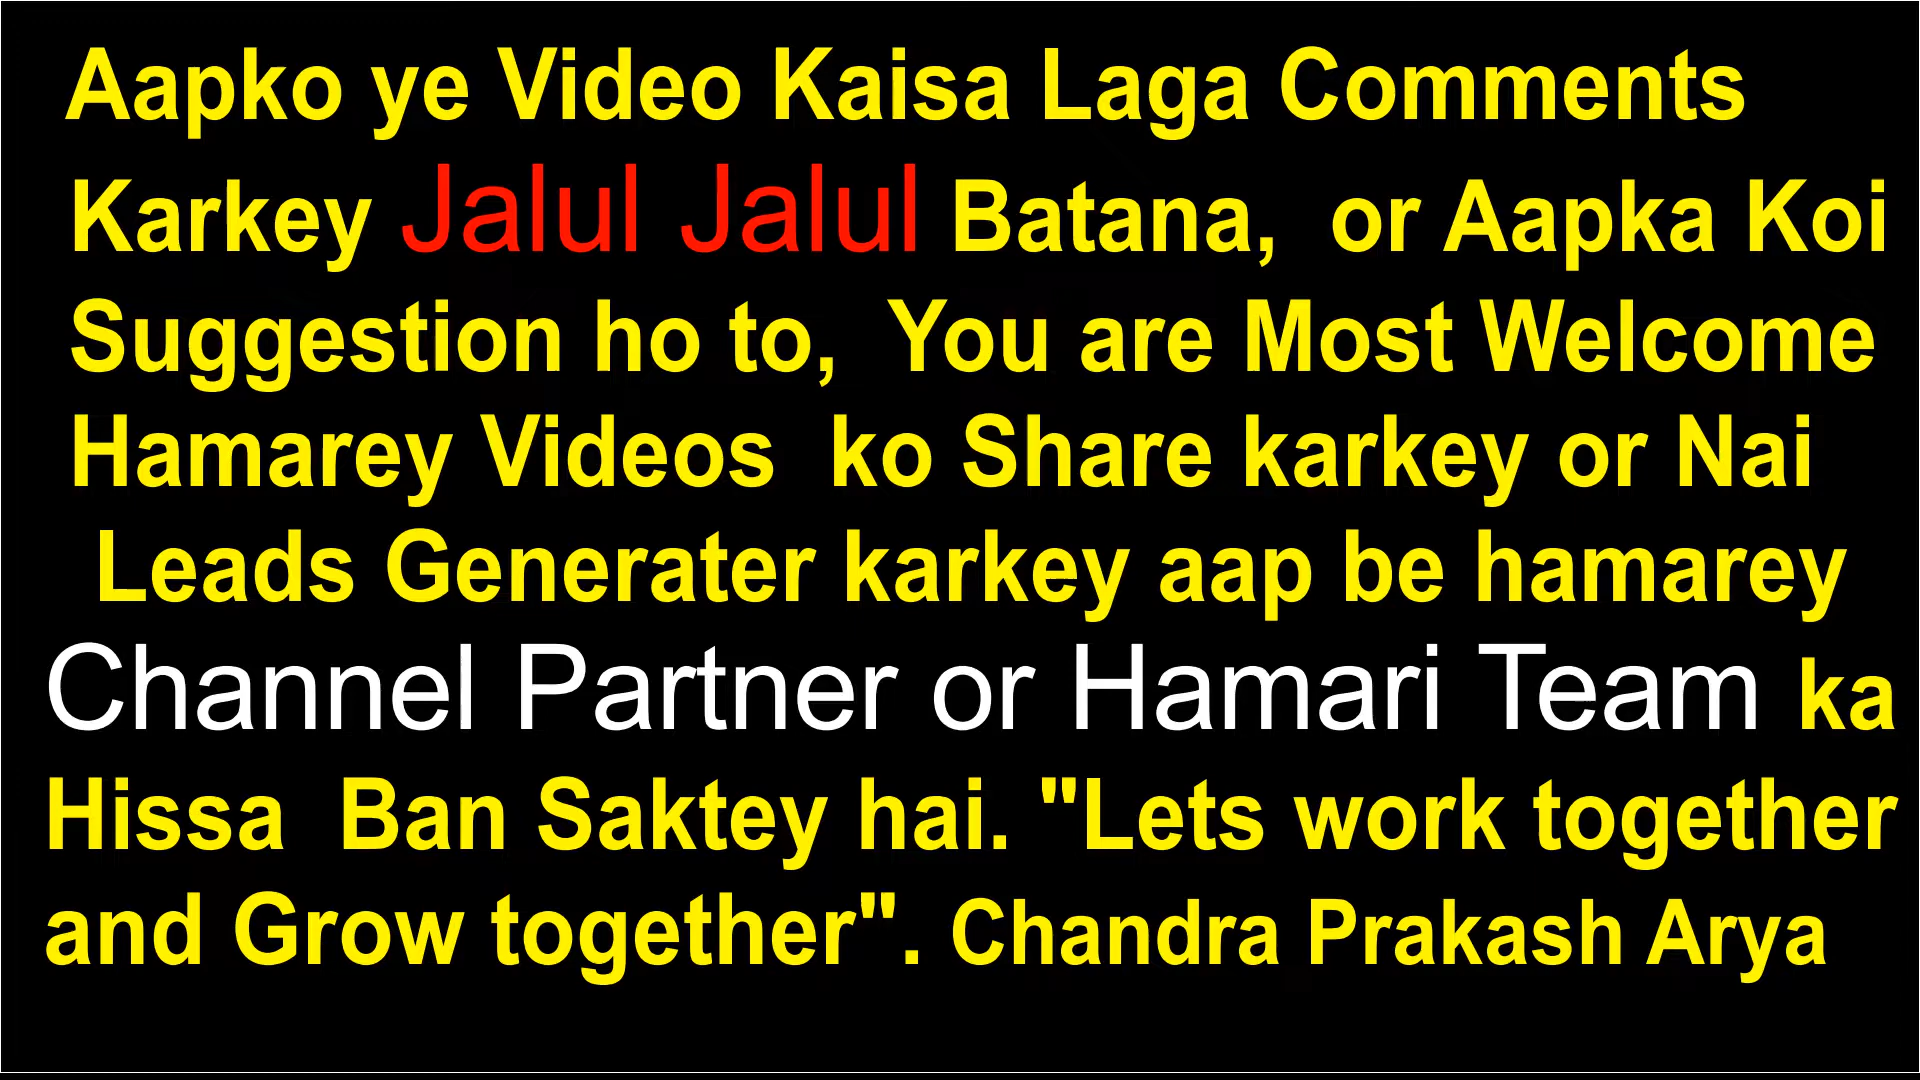 Aapko ye Video Kaisa Laga Comments
Karkey Jalul Jalul Batana, or Aapka Koi
Suggestion ho to, You are Most Welcome
Hamarey Videos ko Share karkey or Nai
Leads Generater karkey aap be hamarey
Channel Partner or Hamari Team ka
Hissa Ban Saktey hai. "Lets work together
and Grow together". Chandra Prakash Arya